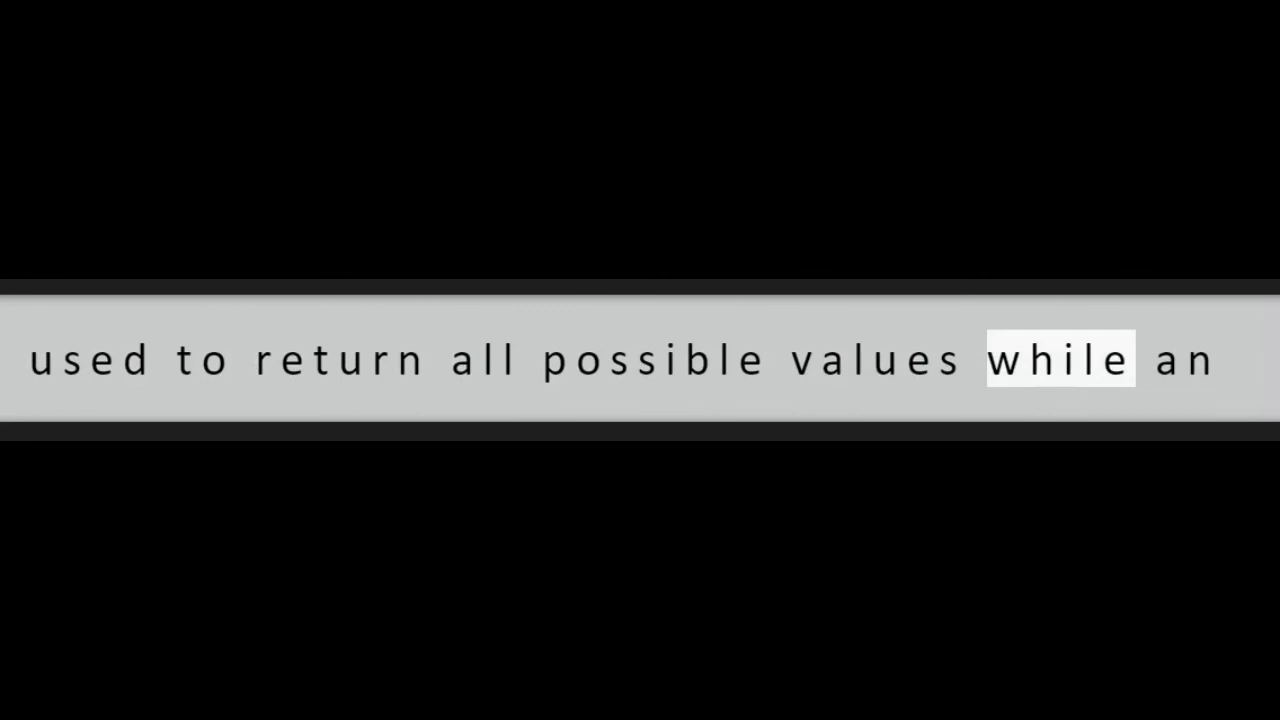 used to return all possible values while an